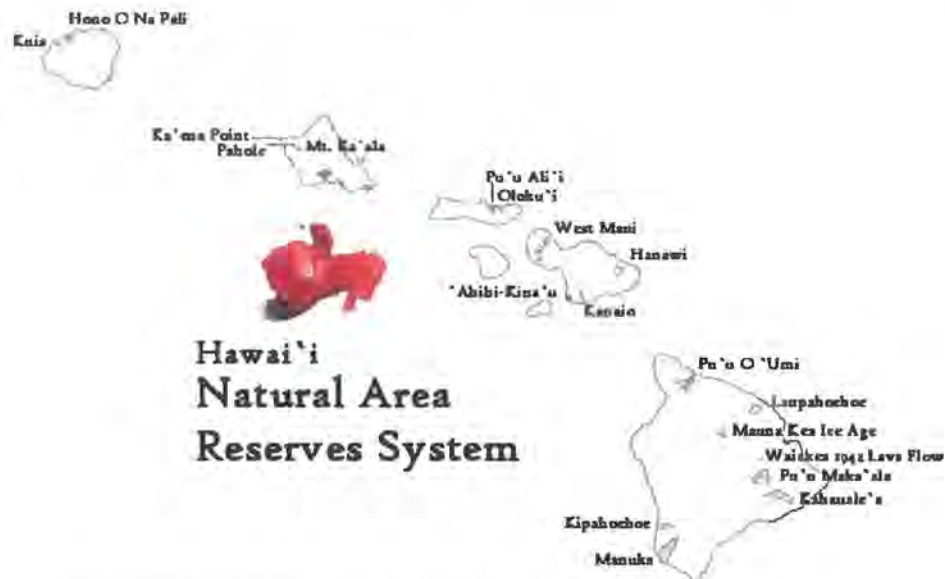 Hono O Na Pali
Kuia
Ka`ena Point
Pahole
Mt. Ka`ala
Pu`u Ali`i
Oloku`i
West Maui
Hanawi
`Ahihi-Kina`u
Kanaio
Hawai`i
Natural Area
Reserves System
Pu`u O `Umi
Laupahoehoe
Mauna Kea Ice Age
Waiakea 1942 Lava Flow
Pu`u Maka`ala
Kahauale`a
Kipahoehoe
Manuka